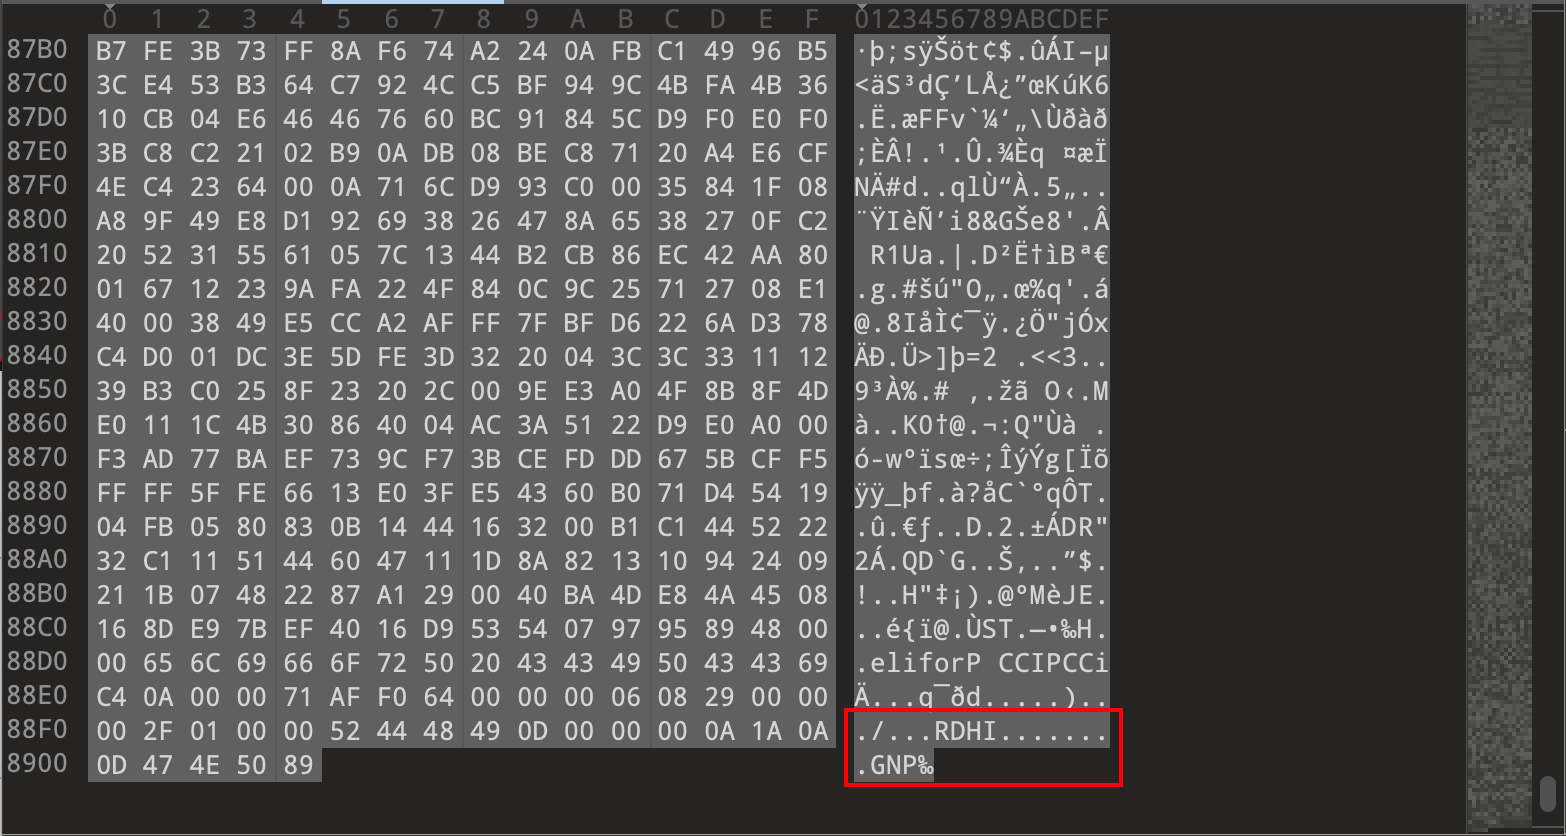 0 1 2 3 4 5 6 7 8 9 A B C D E F 0123456789ABCDEF
87B0 B7 FE 3B 73 FF 8A F6 74 A2 24 0A FB C1 49 96 B5 ·þ;sÿŠöt¢$.ûÁI–µ
87C0 3C E4 53 B3 64 C7 92 4C C5 BF 94 9C 4B FA 4B 36 <äS³dÇ’LÅ¿”œKúK6
87D0 10 CB 04 E6 46 46 76 60 BC 91 84 5C D9 F0 E0 F0 .Ë.æFFv`¼‘„\Ùðàð
87E0 3B C8 C2 21 02 B9 0A DB 08 BE C8 71 20 A4 E6 CF ;ÈÂ!.¹.Û.¾Èq ¤æÏ
87F0 4E C4 23 64 00 0A 71 6C D9 93 C0 00 35 84 1F 08 NÄ#d..qlÙ“À.5„..
8800 A8 9F 49 E8 D1 92 69 38 26 47 8A 65 38 27 0F C2 ¨ŸIèÑ’i8&GŠe8'.Â
8810 20 52 31 55 61 05 7C 13 44 B2 CB 86 EC 42 AA 80 R1Ua.|.D²Ë†ìBª€
8820 01 67 12 23 9A FA 22 4F 84 0C 9C 25 71 27 08 E1 .g.#šú"O„.œ%q'.á
8830 40 00 38 49 E5 CC A2 AF FF 7F BF D6 22 6A D3 78 @.8IåÌ¢¯ÿ.¿Ö"jÓx
8840 C4 D0 01 DC 3E 5D FE 3D 32 20 04 3C 3C 33 11 12 ÄÐ.Ü>]þ=2 .<<3..
8850 39 B3 C0 25 8F 23 20 2C 00 9E E3 A0 4F 8B 8F 4D 9³À%.# ,.žã O‹.M
8860 E0 11 1C 4B 30 86 40 04 AC 3A 51 22 D9 E0 A0 00 à..K0†@.¬:Q"Ùà .
8870 F3 AD 77 BA EF 73 9C F7 3B CE FD DD 67 5B CF F5 ó-wºïsœ÷;ÎýÝg[Ïõ
8880 FF FF 5F FE 66 13 E0 3F E5 43 60 B0 71 D4 54 19 ÿÿ_þf.à?åC`°qÔT.
8890 04 FB 05 80 83 0B 14 44 16 32 00 B1 C1 44 52 22 .û.€ƒ..D.2.±ÁDR"
88A0 32 C1 11 51 44 60 47 11 1D 8A 82 13 10 94 24 09 2Á.QD`G..Š‚..”$.
88B0 21 1B 07 48 22 87 A1 29 00 40 BA 4D E8 4A 45 08 !..H"‡¡).@ºMèJE.
88C0 16 8D E9 7B EF 40 16 D9 53 54 07 97 95 89 48 00 ..é{ï@.ÙST.—•‰H.
88D0 00 65 6C 69 66 6F 72 50 20 43 43 49 50 43 43 69 .eliforP CCIPCCi
88E0 C4 0A 00 00 71 AF F0 64 00 00 00 06 08 29 00 00 Ä...q¯ðd.....)..
88F0 00 2F 01 00 00 52 44 48 49 0D 00 00 00 0A 1A 0A ./...RDHI.......
8900 0D 47 4E 50 89 .GNP‰